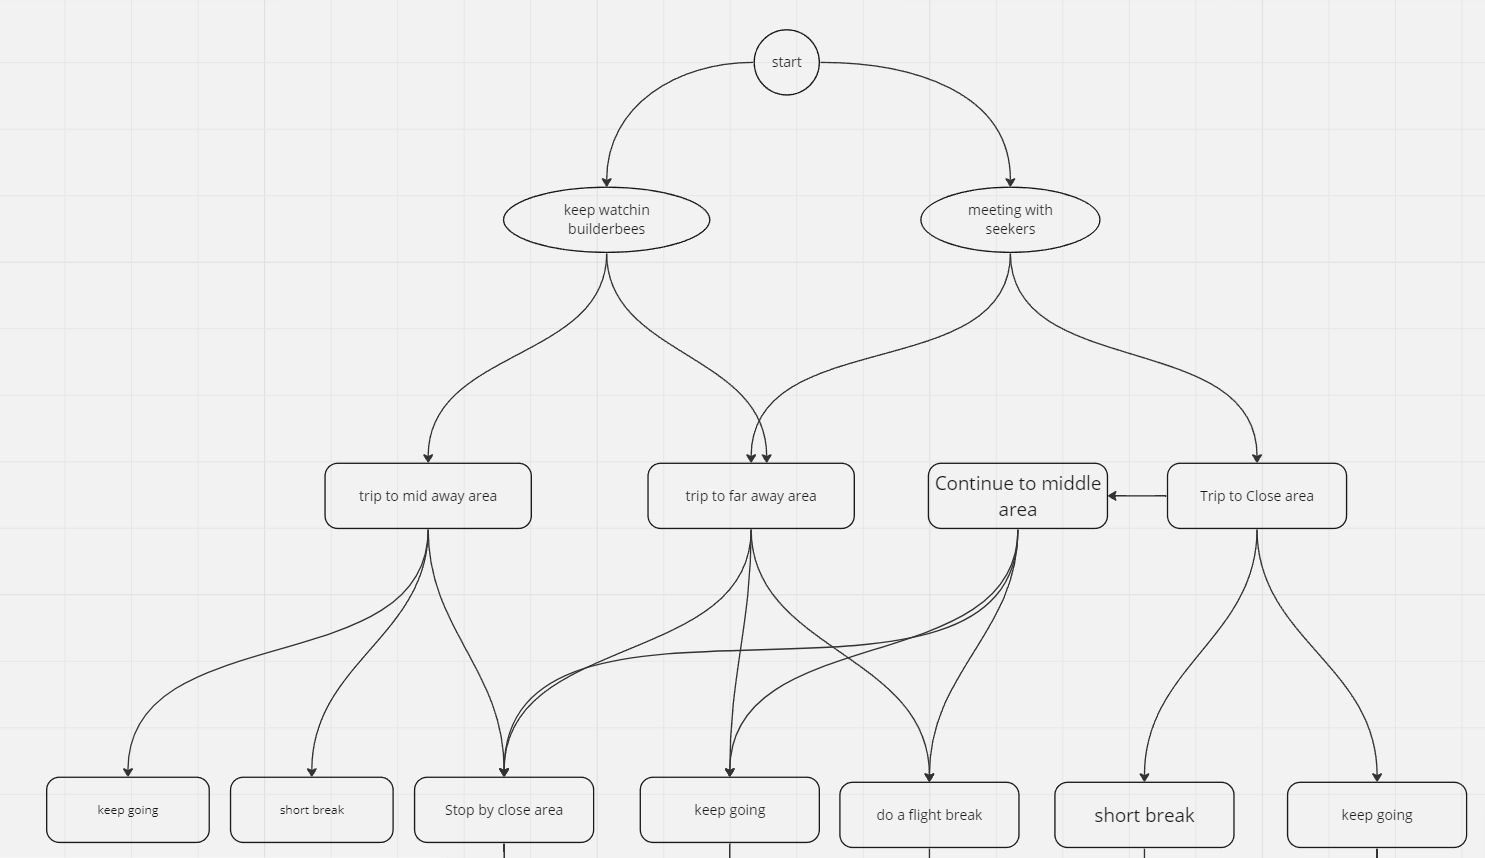 start
keep watchin
builderbees
meeting with
seekers
trip to mid away area
trip to far away area
Continue to middle
area
Trip to Close area
keep going
short break
Stop by close area
keep going
do a flight break
short break
keep going